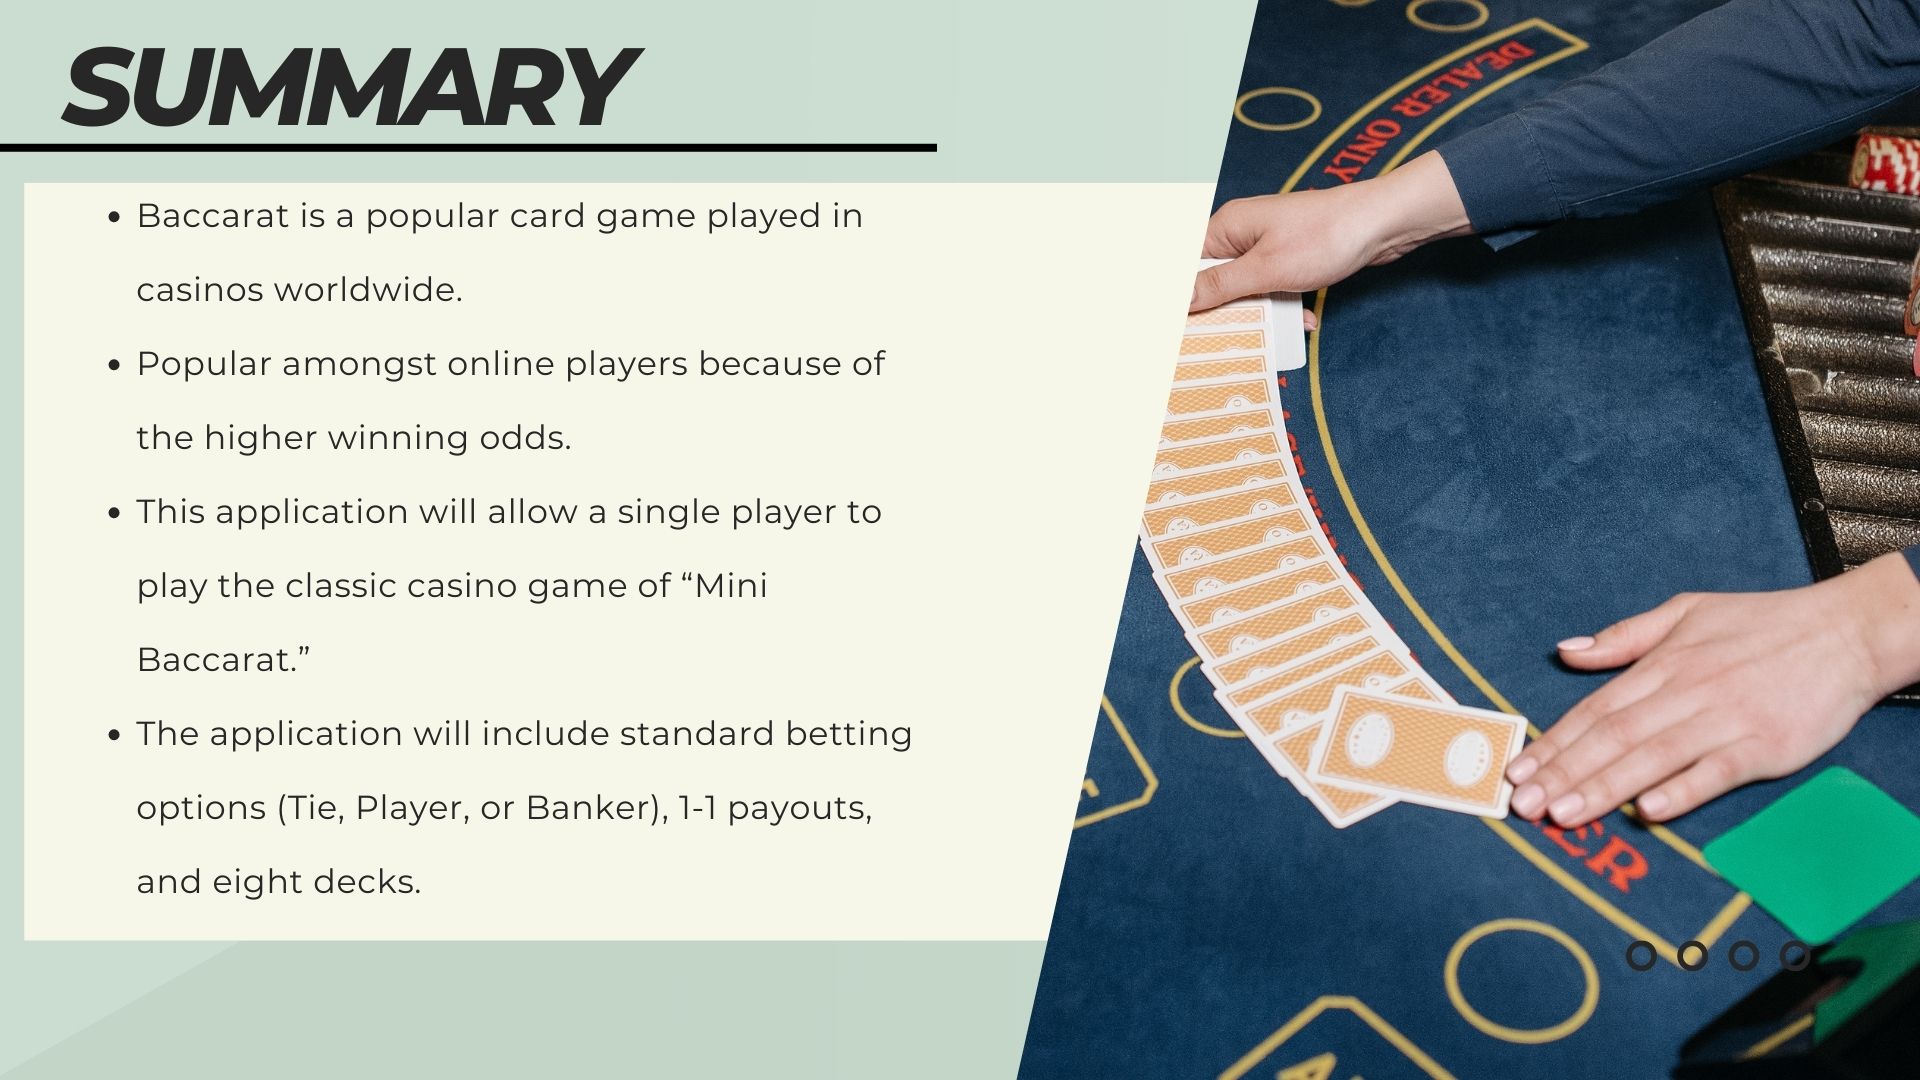 SUMMARY
• Baccarat is a popular card game played in
casinos worldwide.
• Popular amongst online players because of
the higher winning odds.
• This application will allow a single player to
play the classic casino game of “Mini
Baccarat.”
• The application will include standard betting
options (Tie, Player, or Banker), 1-1 payouts,
and eight decks.
DEALER ONLY